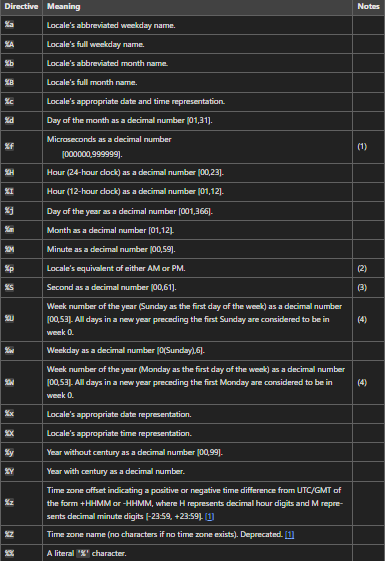 Directive Meaning Notes
%a Locale's abbreviated weekday name.
%A Locale's full weekday name.
%b Locale's abbreviated month name.
%B Locale's full month name.
%c Locale's appropriate date and time representation.
%d Day of the month as a decimal number [01,31].
%f Microseconds as a decimal number
[000000,999999]. (1)
%H Hour (24-hour clock) as a decimal number [00,23].
%I Hour (12-hour clock) as a decimal number [01,12].
%j Day of the year as a decimal number [001,366].
%m Month as a decimal number [01,12].
%M Minute as a decimal number [00,59].
%p Locale's equivalent of either AM or PM. (2)
%S Second as a decimal number [00,61]. (3)
%U Week number of the year (Sunday as the first day of the week) as a decimal number
[00,53]. All days in a new year preceding the first Sunday are considered to be in
week 0. (4)
%w Weekday as a decimal number [0(Sunday),6].
%W Week number of the year (Monday as the first day of the week) as a decimal number
[00,53]. All days in a new year preceding the first Monday are considered to be in
week 0. (4)
%x Locale's appropriate date representation.
%X Locale's appropriate time representation.
%y Year without century as a decimal number [00,99].
%Y Year with century as a decimal number.
%z Time zone offset indicating a positive or negative time difference from UTC/GMT of
the form +HHMM or -HHMM, where H represents decimal hour digits and M repre-
sents decimal minute digits [-23:59, +23:59]. [1]
%Z Time zone name (no characters if no time zone exists). Deprecated. [1]
%% A literal '%' character.